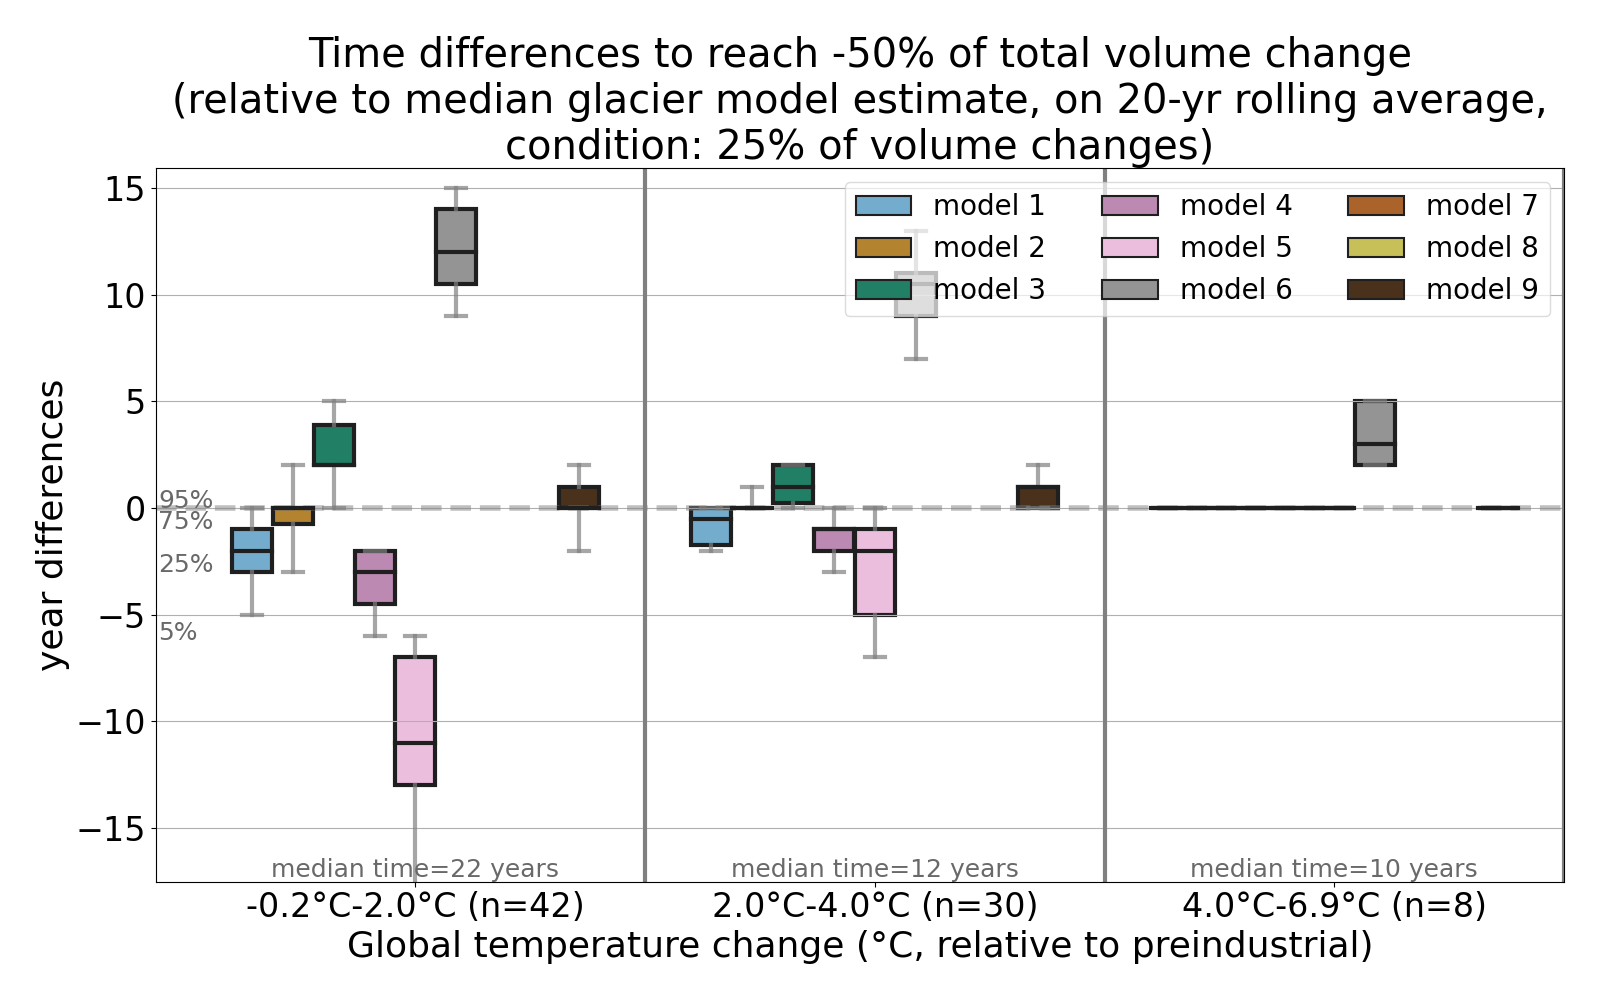 Time differences to reach -50% of total volume change
(relative to median glacier model estimate, on 20-yr rolling average,
condition: 25% of volume changes)
model 1
model 2
model 3
model 4
model 5
model 6
model 7
model 8
model 9
year differences
15
10
5
0
−5
−10
−15
95%
75%
25%
5%
median time=22 years
median time=12 years
median time=10 years
-0.2°C-2.0°C (n=42)
2.0°C-4.0°C (n=30)
4.0°C-6.9°C (n=8)
Global temperature change (°C, relative to preindustrial)